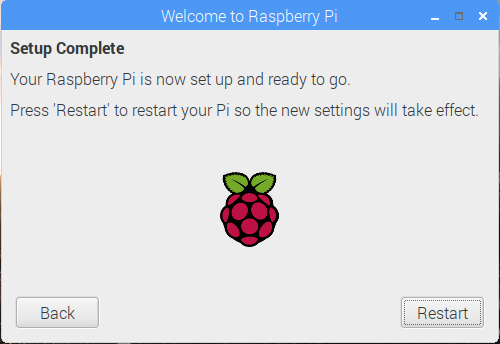 Welcome to Raspberry Pi
Setup Complete
Your Raspberry Pi is now set up and ready to go.
Press 'Restart' to restart your Pi so the new settings will take effect.
Back
Restart